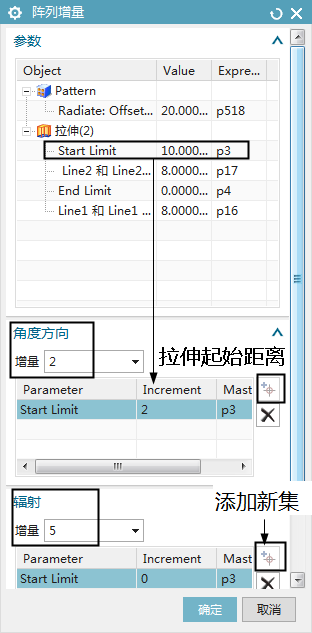 阵列增量
参数
Object Value Expre...
Pattern
Radiate: Offset... 20.000... p518
拉伸(2)
Start Limit 10.000... p3
Line2 和 Line2... 8.0000... p17
End Limit 0.0000... p4
Line1 和 Line1 ... 8.0000... p16
角度方向
拉伸起始距离
增量 2
Parameter Increment Mast
Start Limit 2 p3
辐射
添加新集
增量 5
Parameter Increment Mast
Start Limit 0 p3
确定 取消